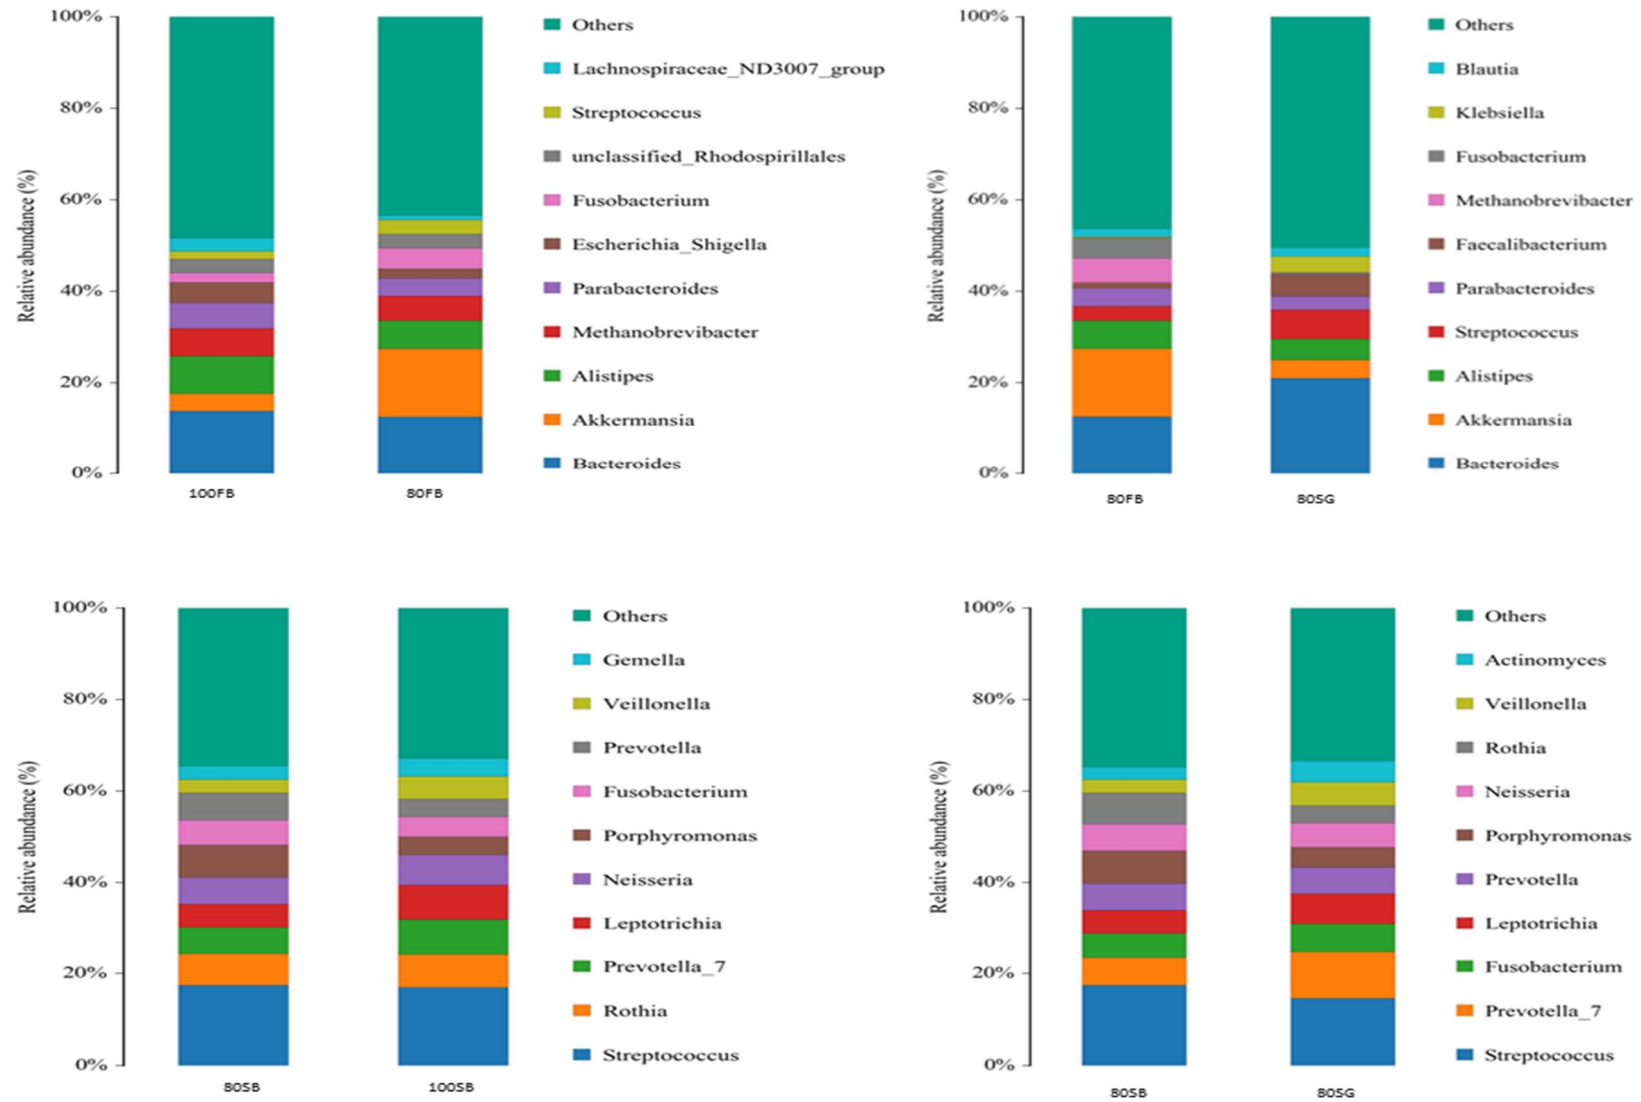 100%
80%
60%
40%
20%
0%
Relative abundance (%)
100FB
80FB
Others
Lachnospiraceae_ND3007_group
Streptococcus
unclassified_Rhodospirillales
Fusobacterium
Escherichia_Shigella
Parabacteroides
Methanobrevibacter
Alistipes
Akkermansia
Bacteroides
100%
80%
60%
40%
20%
0%
Relative abundance (%)
80FB
80SG
Others
Blautia
Klebsiella
Fusobacterium
Methanobrevibacter
Faecalibacterium
Parabacteroides
Streptococcus
Alistipes
Akkermansia
Bacteroides
100%
80%
60%
40%
20%
0%
Relative abundance (%)
80SB
100SB
Others
Gemella
Veillonella
Prevotella
Fusobacterium
Porphyromonas
Neisseria
Leptotrichia
Prevotella_7
Rothia
Streptococcus
100%
80%
60%
40%
20%
0%
Relative abundance (%)
80SB
80SG
Others
Actinomyces
Veillonella
Rothia
Neisseria
Porphyromonas
Prevotella
Leptotrichia
Fusobacterium
Prevotella_7
Streptococcus